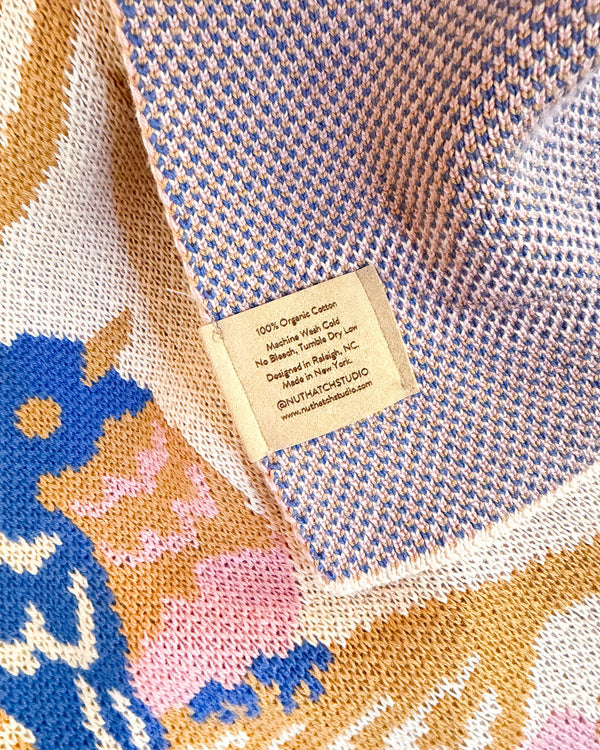 100% Organic Cotton
Machine Wash Cold
No Bleach, Tumble Dry Low
Designed in Raleigh, NC.
Made in New York.
@NUTHATCHSTUDIO
www.nuthatchstudio.com